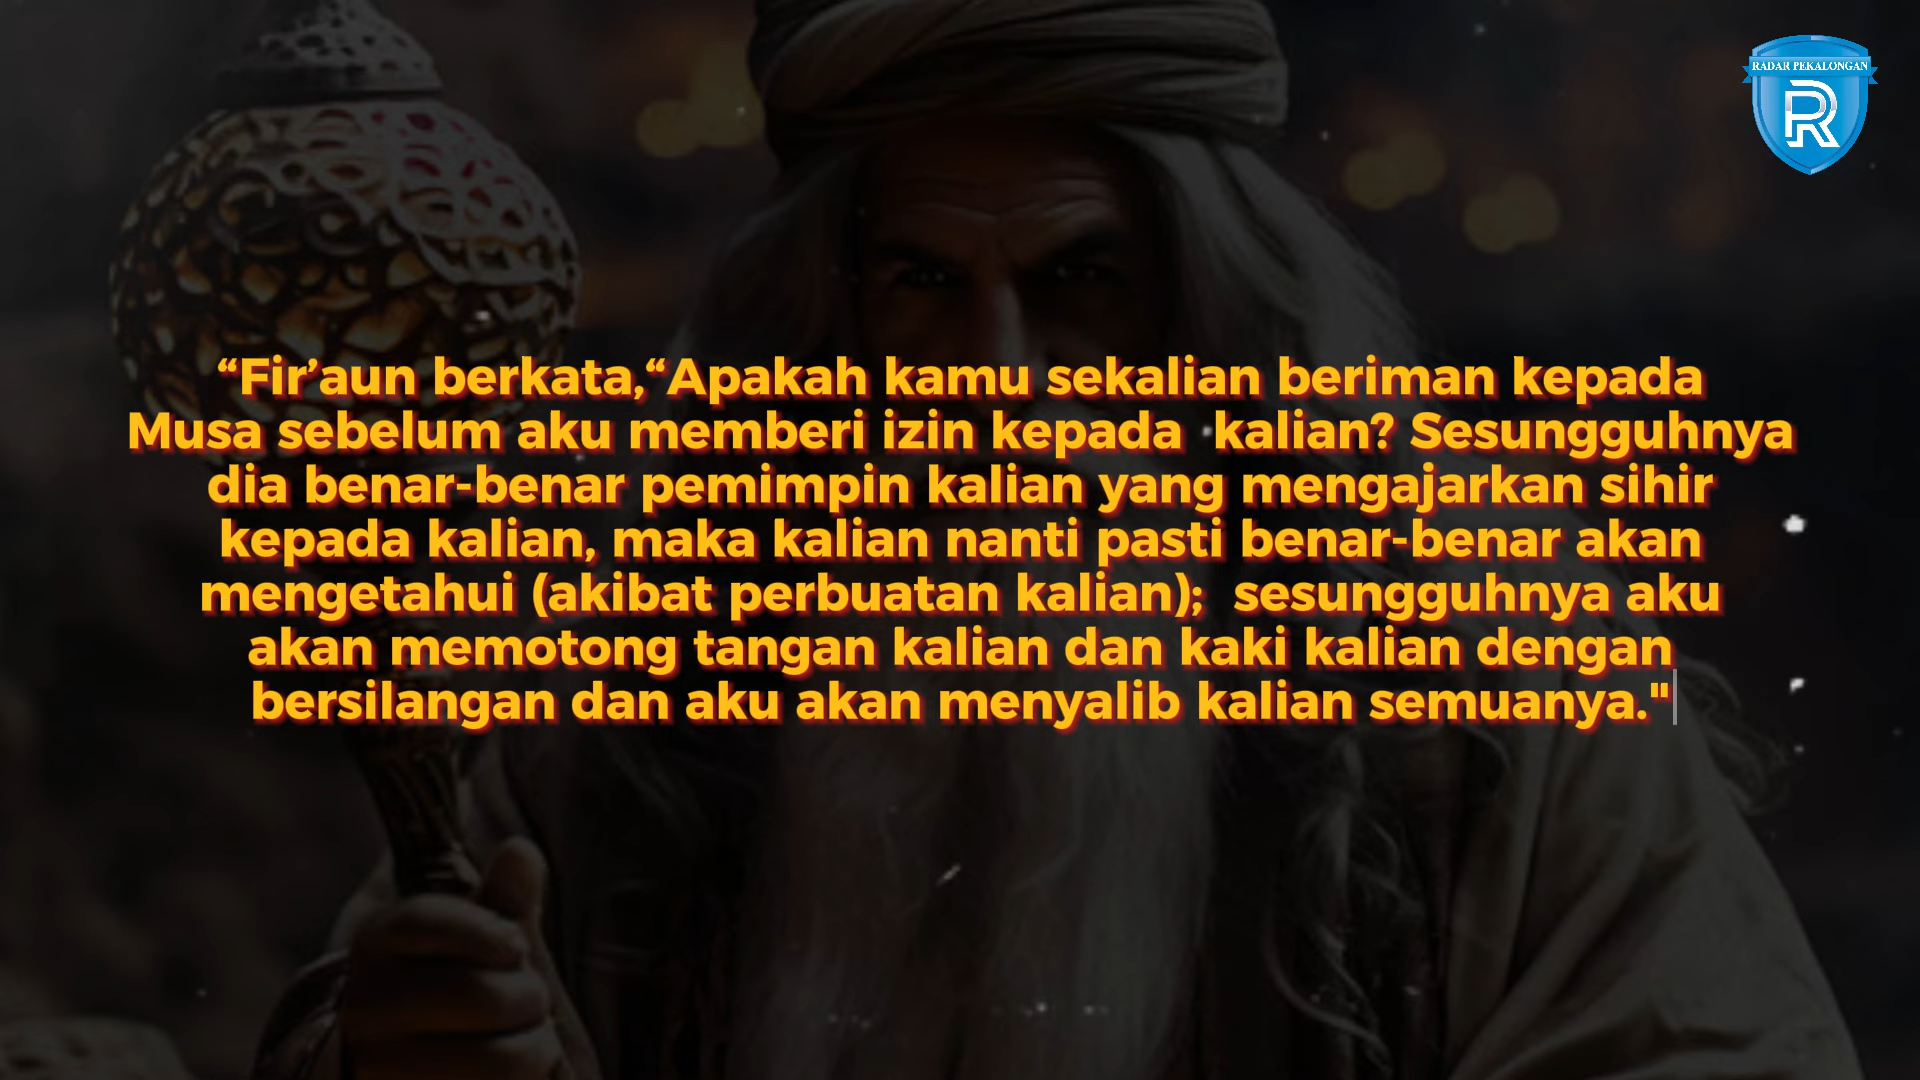 RADAR PEKALONGAN
R
“Fir’aun berkata,“Apakah kamu sekalian beriman kepada
Musa sebelum aku memberi izin kepada kalian? Sesungguhnya
dia benar-benar pemimpin kalian yang mengajarkan sihir
kepada kalian, maka kalian nanti pasti benar-benar akan
mengetahui (akibat perbuatan kalian); sesungguhnya aku
akan memotong tangan kalian dan kaki kalian dengan
bersilangan dan aku akan menyalib kalian semuanya."